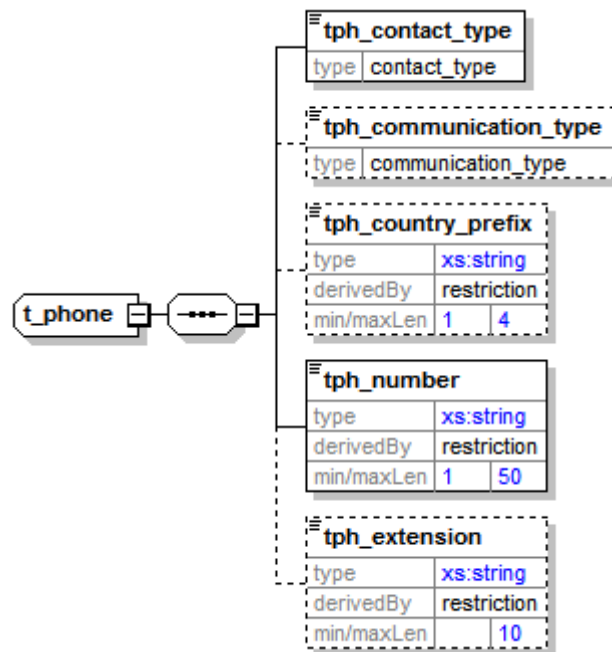 tph_contact_type
type contact_type
tph_communication_type
type communication_type
tph_country_prefix
type xs:string
derivedBy restriction
min/maxLen 1 4
t_phone
tph_number
type xs:string
derivedBy restriction
min/maxLen 1 50
tph_extension
type xs:string
derivedBy restriction
min/maxLen 10